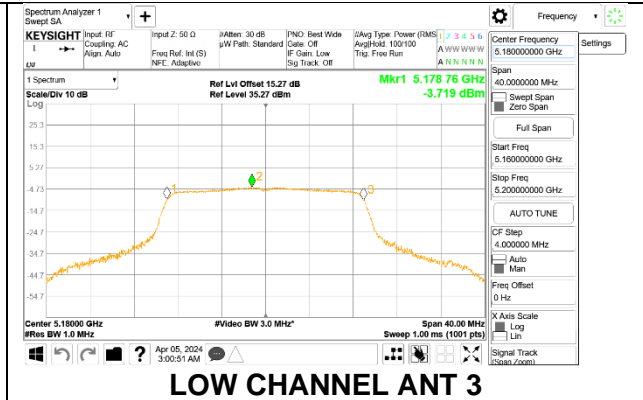 Spectrum Analyzer 1
Swept SA
+
Frequency
KEYSIGHT
Input: RF
Coupling: AC
Align: Auto
Input Z: 50 Ω
Freq Ref: Int (S)
NFE: Adaptive
#Atten: 30 dB
µW Path: Standard
PNO: Best Wide
Gate: Off
IF Gain: Low
Sig Track: Off
#Avg Type: Power (RMS
Avg|Hold: 100/100
Trig: Free Run
1 2 3 4 5 6
A W W W W W
A N N N N N
Center Frequency
5.180000000 GHz
Settings
Span
40.0000000 MHz
Swept Span
Zero Span
Full Span
Start Freq
5.160000000 GHz
Stop Freq
5.200000000 GHz
AUTO TUNE
CF Step
4.000000 MHz
Auto
Man
Freq Offset
0 Hz
X Axis Scale
Log
Lin
Signal Track
(Span Zoom)
1 Spectrum
Scale/Div 10 dB
Log
Ref Lvl Offset 15.27 dB
Ref Level 35.27 dBm
Mkr1 5.178 76 GHz
-3.719 dBm
25.3
15.3
5.27
-4.73
-14.7
-24.7
-34.7
-44.7
-54.7
1
2
3
Center 5.18000 GHz
#Res BW 1.0 MHz
#Video BW 3.0 MHz*
Span 40.00 MHz
Sweep 1.00 ms (1001 pts)
?
Apr 05, 2024
3:00:51 AM
LOW CHANNEL ANT 3